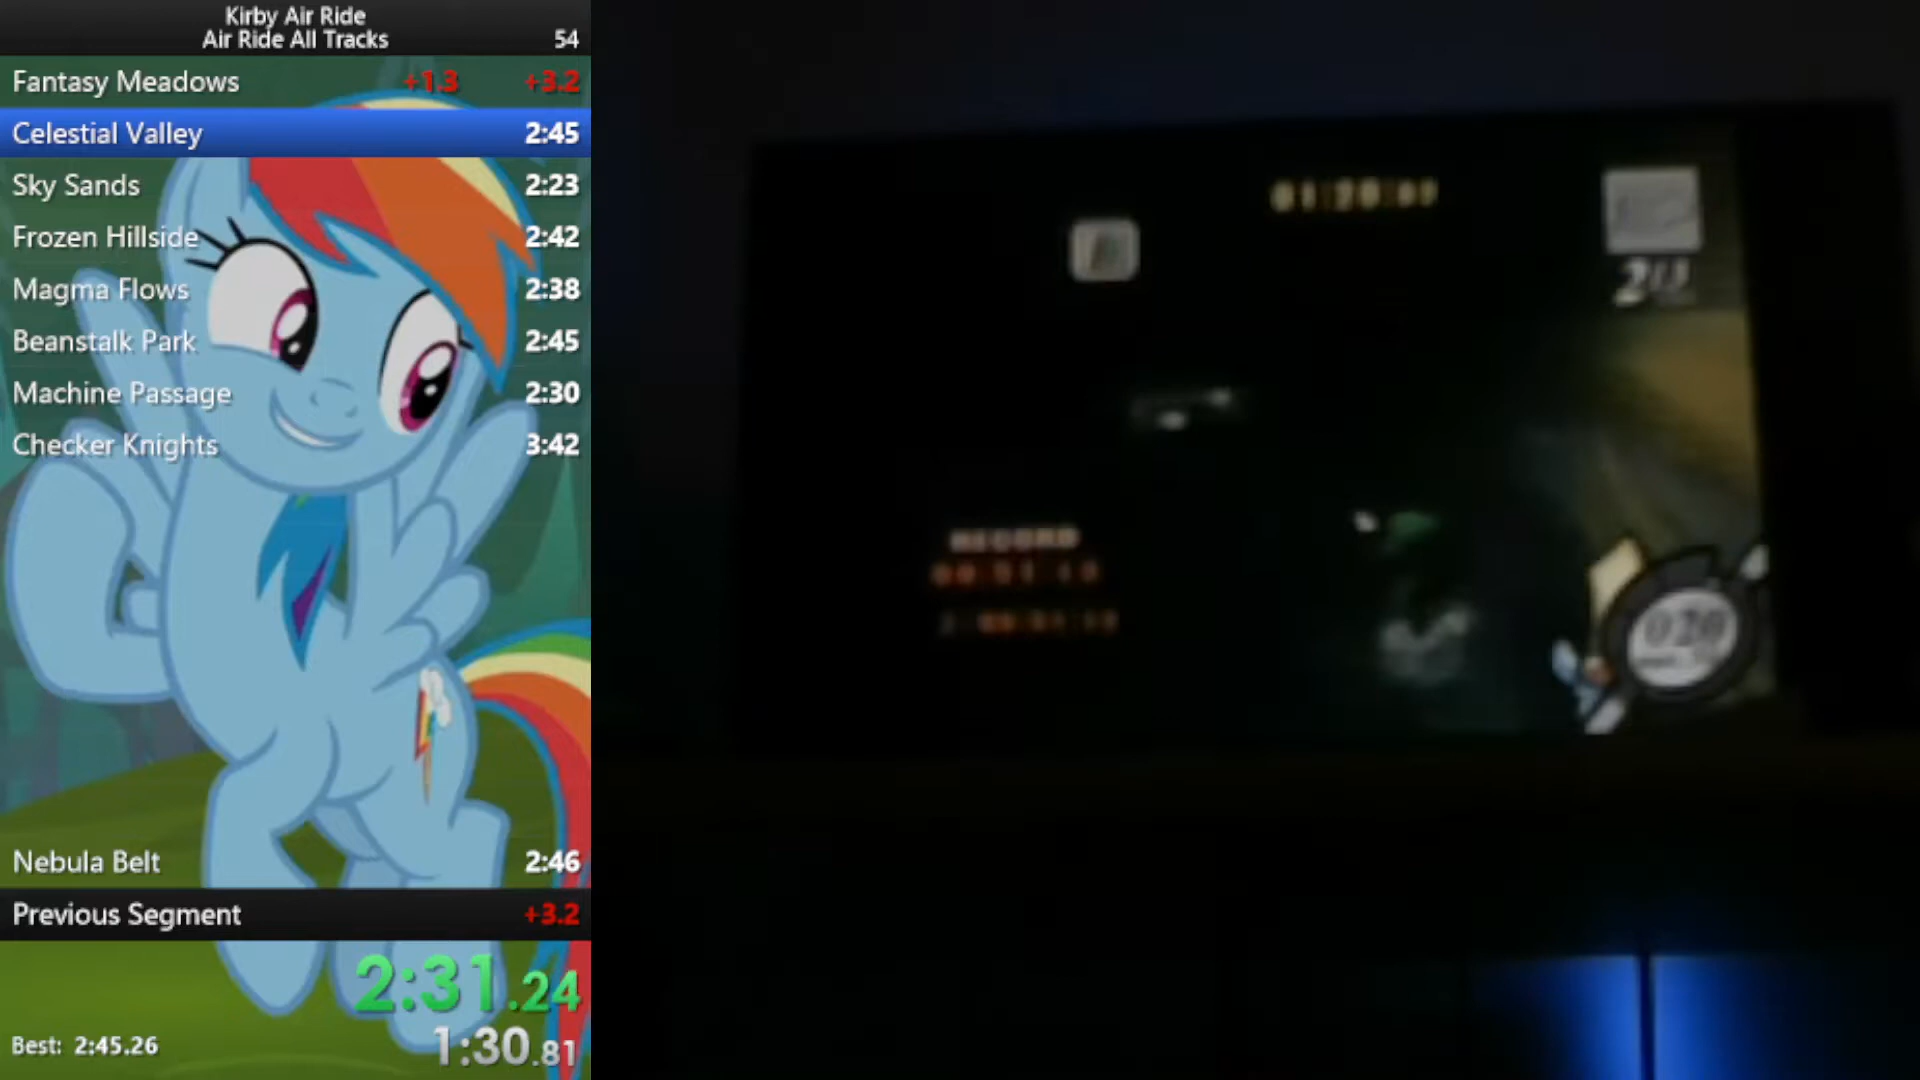 Kirby Air Ride
Air Ride All Tracks 54
Fantasy Meadows +1.3 +3.2
Celestial Valley 2:45
Sky Sands 2:23
Frozen Hillside 2:42
Magma Flows 2:38
Beanstalk Park 2:45
Machine Passage 2:30
Checker Knights 3:42
Nebula Belt 2:46
Previous Segment +3.2
2:31.24
Best: 2:45.26 1:30.81
RECORD
020